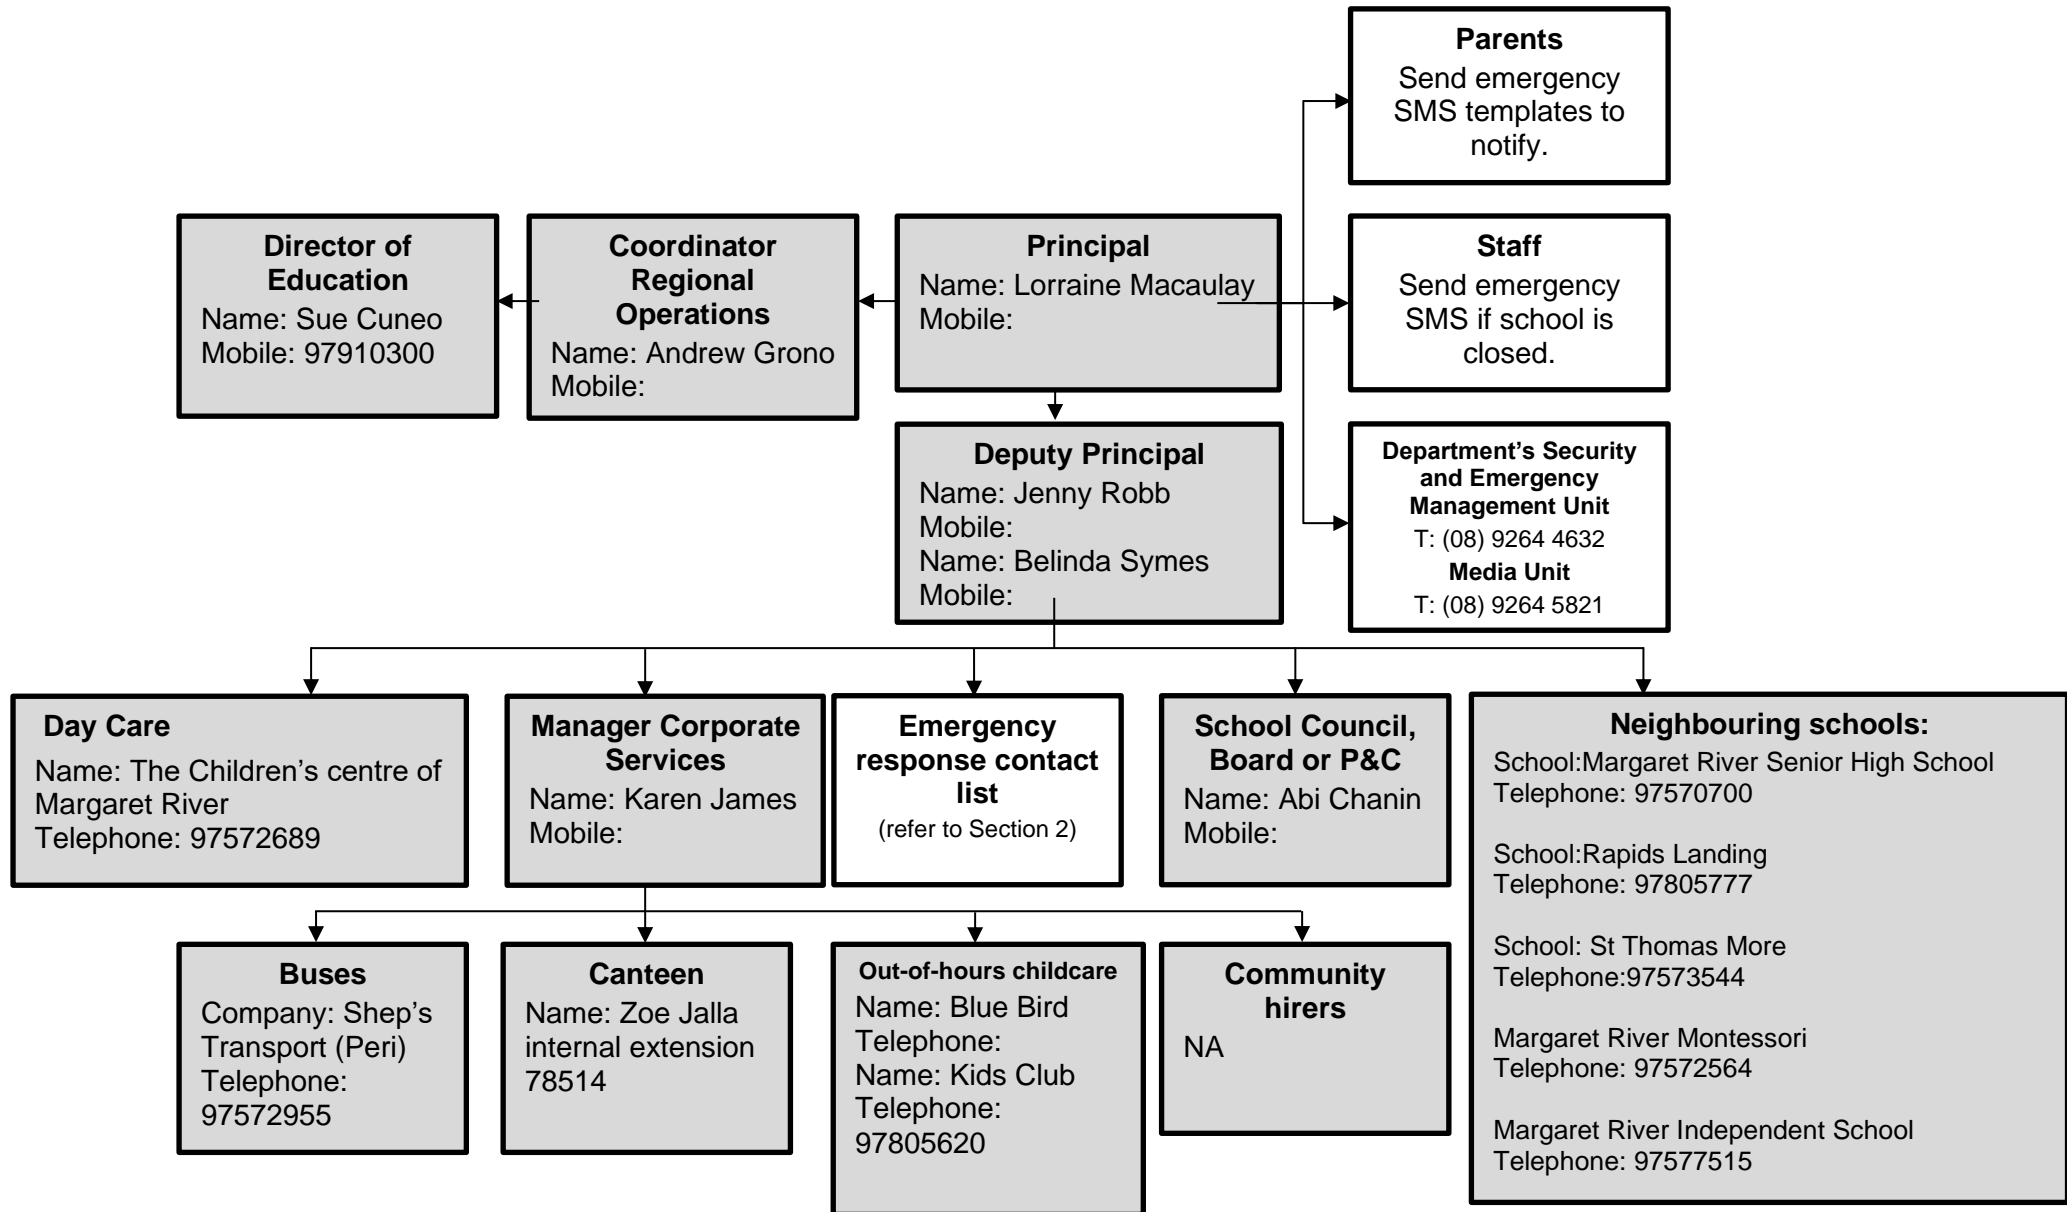 Parents
Send emergency
SMS templates to
notify.
Director of
Education
Name: Sue Cuneo
Mobile: 97910300
Coordinator
Regional
Operations
Name: Andrew Grono
Mobile:
Principal
Name: Lorraine Macaulay
Mobile:
Staff
Send emergency
SMS if school is
closed.
Deputy Principal
Name: Jenny Robb
Mobile:
Name: Belinda Symes
Mobile:
Department’s Security
and Emergency
Management Unit
T: (08) 9264 4632
Media Unit
T: (08) 9264 5821
Day Care
Name: The Children’s centre of
Margaret River
Telephone: 97572689
Manager Corporate
Services
Name: Karen James
Mobile:
Emergency
response contact
list
(refer to Section 2)
School Council,
Board or P&C
Name: Abi Chanin
Mobile:
Neighbouring schools:
School:Margaret River Senior High School
Telephone: 97570700
School:Rapids Landing
Telephone: 97805777
School: St Thomas More
Telephone:97573544
Margaret River Montessori
Telephone: 97572564
Margaret River Independent School
Telephone: 97577515
Buses
Company: Shep’s
Transport (Peri)
Telephone:
97572955
Canteen
Name: Zoe Jalla
internal extension
78514
Out-of-hours childcare
Name: Blue Bird
Telephone:
Name: Kids Club
Telephone:
97805620
Community
hirers
NA